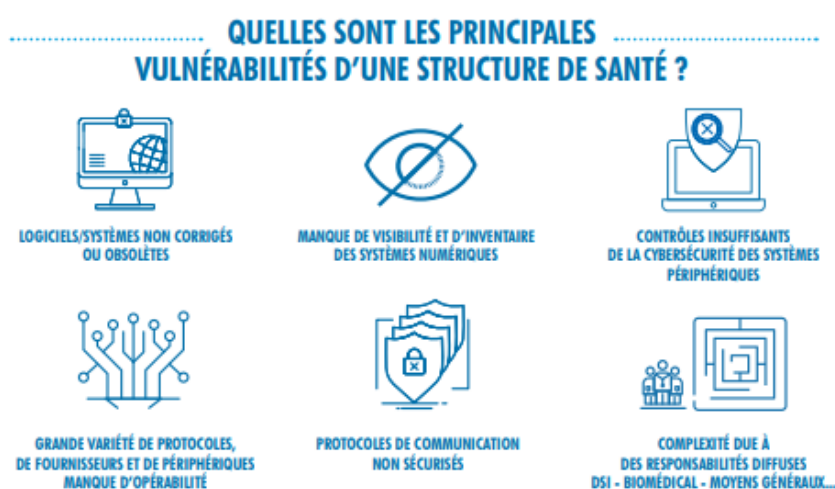 QUELLES SONT LES PRINCIPALES
VULNÉRABILITÉS D'UNE STRUCTURE DE SANTÉ ?
LOGICIELS/SYSTÈMES NON CORRIGÉS
OU OBSOLÈTES
MANQUE DE VISIBILITÉ ET D'INVENTAIRE
DES SYSTÈMES NUMÉRIQUES
CONTRÔLES INSUFFISANTS
DE LA CYBERSÉCURITÉ DES SYSTÈMES
PÉRIPHÉRIQUES
GRANDE VARIÉTÉ DE PROTOCOLES,
DE FOURNISSEURS ET DE PÉRIPHÉRIQUES
MANQUE D'OPÉRABILITÉ
PROTOCOLES DE COMMUNICATION
NON SÉCURISÉS
COMPLEXITÉ DUE À
DES RESPONSABILITÉS DIFFUSES
DSI - BIOMÉDICAL - MOYENS GÉNÉRAUX...